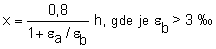 x = 0,8 / (1 + εa / εb) h, gde je εb > 3 ‰